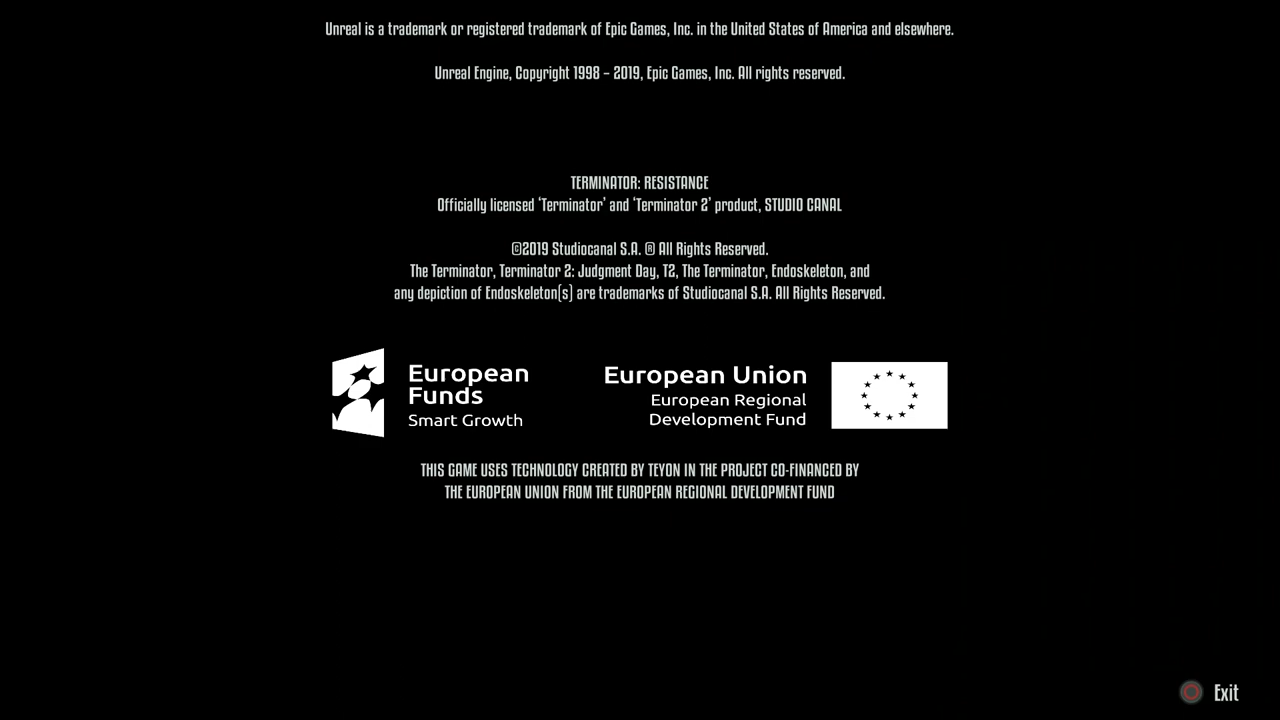 Unreal is a trademark or registered trademark of Epic Games, Inc. in the United States of America and elsewhere.
Unreal Engine, Copyright 1998 – 2019, Epic Games, Inc. All rights reserved.
TERMINATOR: RESISTANCE
Officially licensed ‘Terminator’ and ‘Terminator 2’ product, STUDIO CANAL
©2019 Studiocanal S.A. ® All Rights Reserved.
The Terminator, Terminator 2: Judgment Day, T2, The Terminator, Endoskeleton, and
any depiction of Endoskeleton(s) are trademarks of Studiocanal S.A. All Rights Reserved.
European
Funds
Smart Growth
European Union
European Regional
Development Fund
THIS GAME USES TECHNOLOGY CREATED BY TEYON IN THE PROJECT CO-FINANCED BY
THE EUROPEAN UNION FROM THE EUROPEAN REGIONAL DEVELOPMENT FUND
Exit